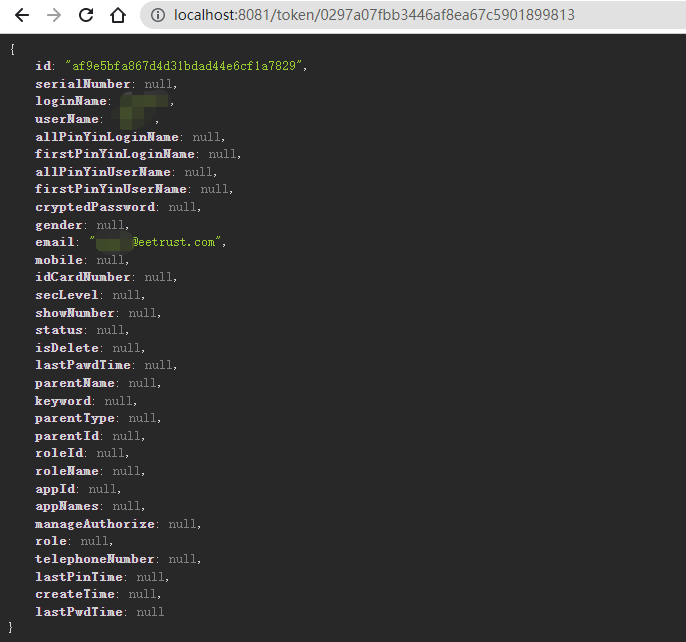 localhost:8081/token/0297a07fbb3446af8ea67c5901899813
{
id: "af9e5bfa867d4d31bdad44e6cf1a7829",
serialNumber: null,
loginName: ,
userName: ,
allPinYinLoginName: null,
firstPinYinLoginName: null,
allPinYinUserName: null,
firstPinYinUserName: null,
cryptedPassword: null,
gender: null,
email: "@eetrust.com",
mobile: null,
idCardNumber: null,
secLevel: null,
showNumber: null,
status: null,
isDelete: null,
lastPawdTime: null,
parentName: null,
keyword: null,
parentType: null,
parentId: null,
roleId: null,
roleName: null,
appId: null,
appNames: null,
manageAuthorize: null,
role: null,
telephoneNumber: null,
lastPinTime: null,
createTime: null,
lastPwdTime: null
}